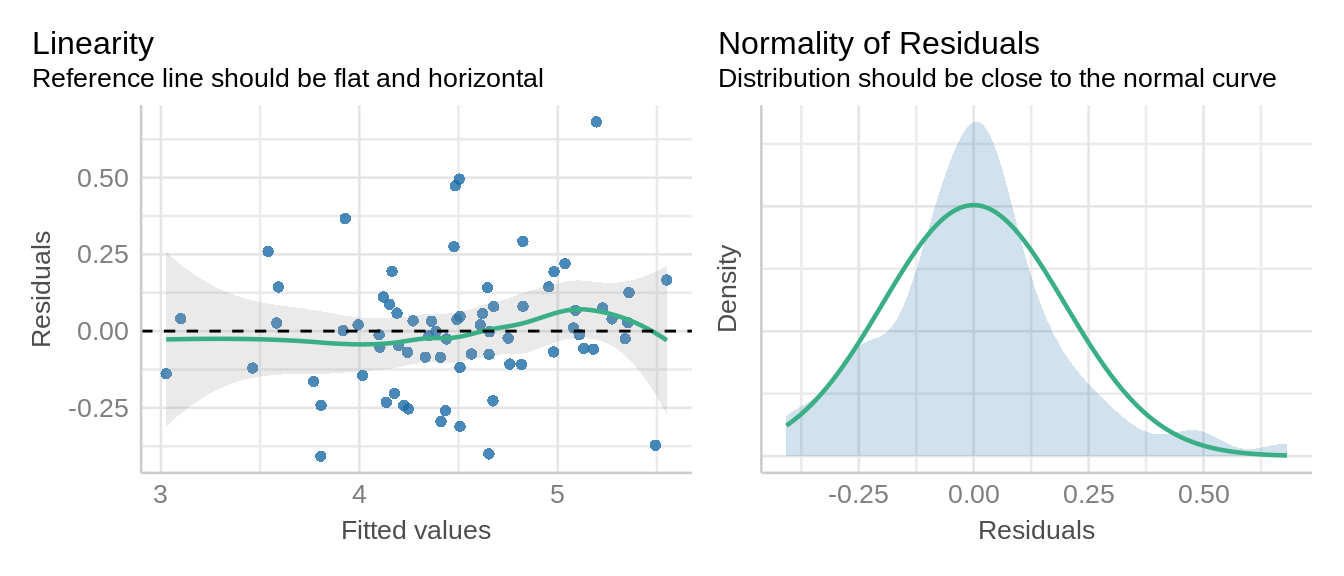 Linearity
Reference line should be flat and horizontal
Residuals
0.50
0.25
0.00
-0.25
3
4
5
Fitted values
Normality of Residuals
Distribution should be close to the normal curve
Density
-0.25
0.00
0.25
0.50
Residuals